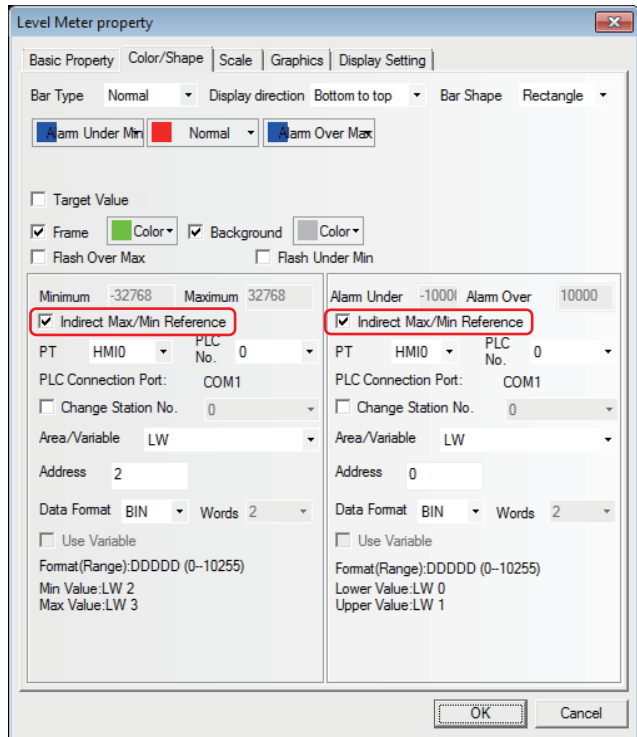 Level Meter property
Basic Property Color/Shape Scale Graphics Display Setting
Bar Type Normal Display direction Bottom to top Bar Shape Rectangle
Alarm Under Min Normal Alarm Over Max
Target Value
Frame Color Background Color
Flash Over Max Flash Under Min
Minimum -32768 Maximum 32768
Indirect Max/Min Reference
PT HMI0 PLC No. 0
PLC Connection Port: COM1
Change Station No. 0
Area/Variable LW
Address 2
Data Format BIN Words 2
Use Variable
Format(Range):DDDDD (0--10255)
Min Value:LW 2
Max Value:LW 3
Alarm Under -1000 Alarm Over 10000
Indirect Max/Min Reference
PT HMI0 PLC No. 0
PLC Connection Port: COM1
Change Station No. 0
Area/Variable LW
Address 0
Data Format BIN Words 2
Use Variable
Format(Range):DDDDD (0--10255)
Lower Value:LW 0
Upper Value:LW 1
OK Cancel